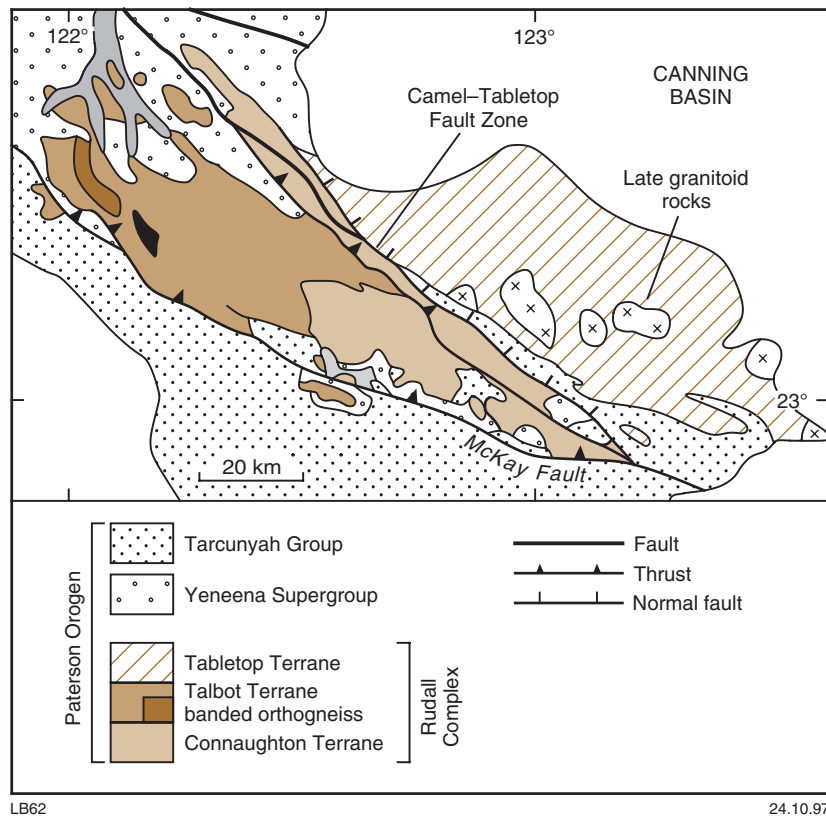 122°
123°
CANNING
BASIN
Camel–Tabletop
Fault Zone
Late granitoid
rocks
23°
20 km
McKay Fault
Paterson Orogen
Tarcunyah Group
Yeneena Supergroup
Tabletop Terrane
Talbot Terrane
banded orthogneiss
Connaughton Terrane
Rudall
Complex
Fault
Thrust
Normal fault
LB62
24.10.97